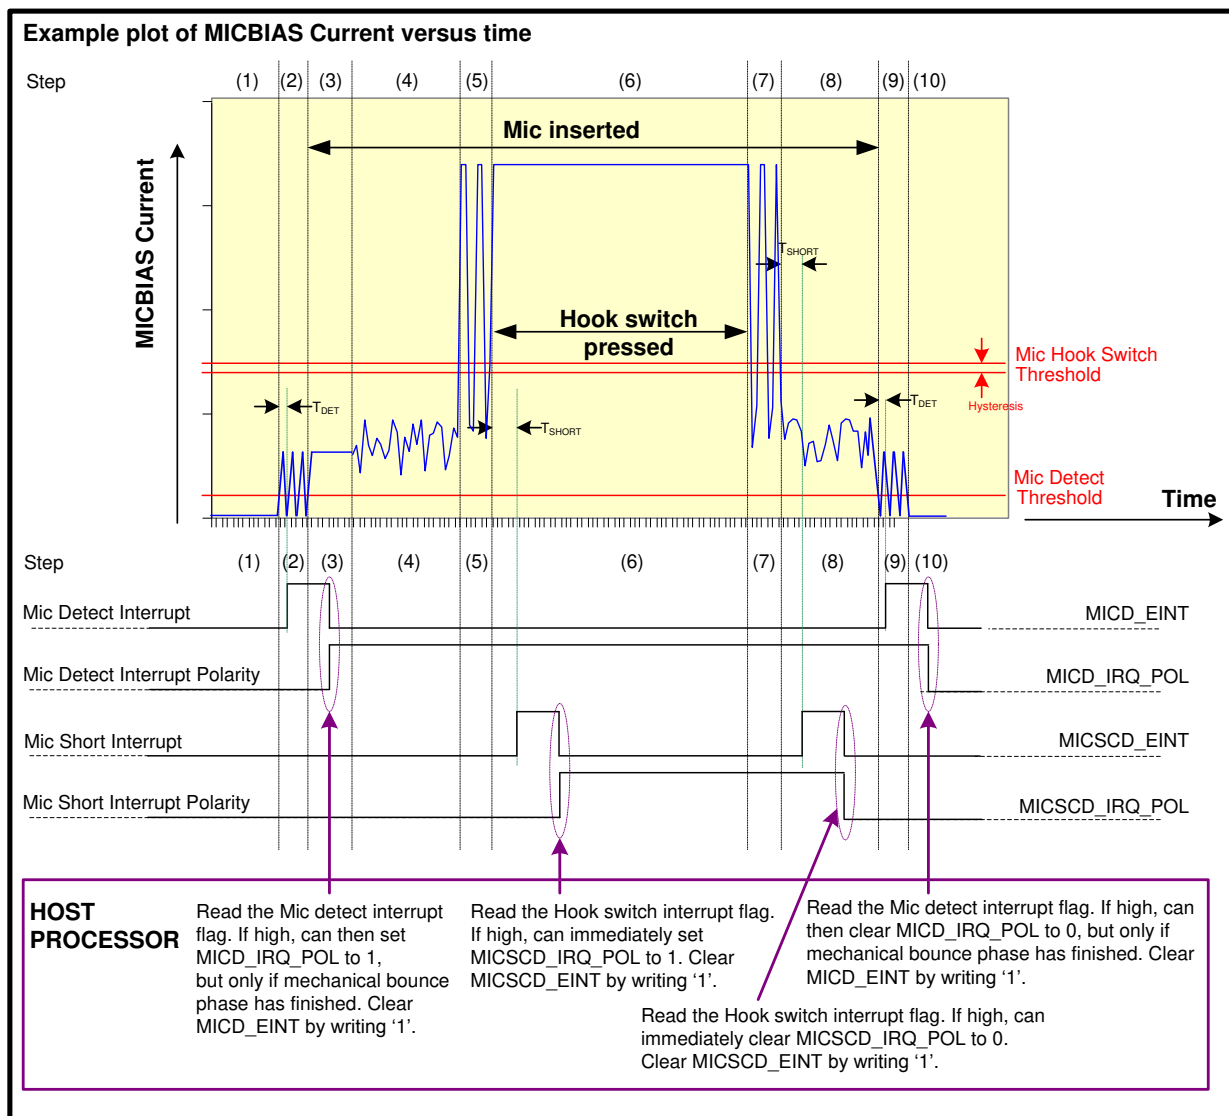 Example plot of MICBIAS Current versus time
Step
(1) (2) (3) (4) (5) (6) (7) (8) (9) (10)
Mic inserted
MICBIAS Current
TSHORT
Hook switch
pressed
Mic Hook Switch
Threshold
Hysteresis
TDET
TSHORT
TDET
Mic Detect
Threshold
Time
Step
(1) (2) (3) (4) (5) (6) (7) (8) (9) (10)
Mic Detect Interrupt
MICD_EINT
Mic Detect Interrupt Polarity
MICD_IRQ_POL
Mic Short Interrupt
MICSCD_EINT
Mic Short Interrupt Polarity
MICSCD_IRQ_POL
HOST
PROCESSOR
Read the Mic detect interrupt
flag. If high, can then set
MICD_IRQ_POL to 1,
but only if mechanical bounce
phase has finished. Clear
MICD_EINT by writing ‘1’.
Read the Hook switch interrupt flag.
If high, can immediately set
MICSCD_IRQ_POL to 1. Clear
MICSCD_EINT by writing ‘1’.
Read the Mic detect interrupt flag. If high, can
then clear MICD_IRQ_POL to 0, but only if
mechanical bounce phase has finished. Clear
MICD_EINT by writing ‘1’.
Read the Hook switch interrupt flag. If high, can
immediately clear MICSCD_IRQ_POL to 0.
Clear MICSCD_EINT by writing ‘1’.